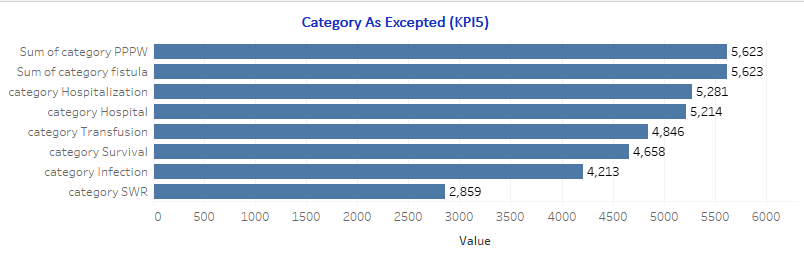 Category As Excepted (KPI5)
Sum of category PPPW 5,623
Sum of category fistula 5,623
category Hospitalization 5,281
category Hospital 5,214
category Transfusion 4,846
category Survival 4,658
category Infection 4,213
category SWR 2,859
0 500 1000 1500 2000 2500 3000 3500 4000 4500 5000 5500 6000
Value